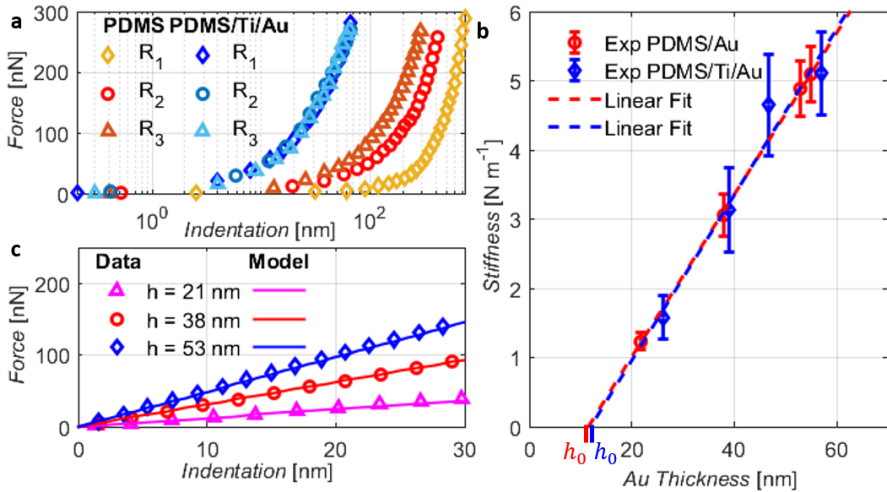 a
PDMS PDMS/Ti/Au
R1 R1
R2 R2
R3 R3
Force [nN]
300
200
100
0
10^0 10^2
Indentation [nm]
c
Data Model
h = 21 nm
h = 38 nm
h = 53 nm
Force [nN]
200
100
0
0 10 20 30
Indentation [nm]
b
Exp PDMS/Au
Exp PDMS/Ti/Au
Linear Fit
Linear Fit
Stiffness [N m⁻¹]
6
5
4
3
2
1
0
0 20 40 60
h0 h0
Au Thickness [nm]